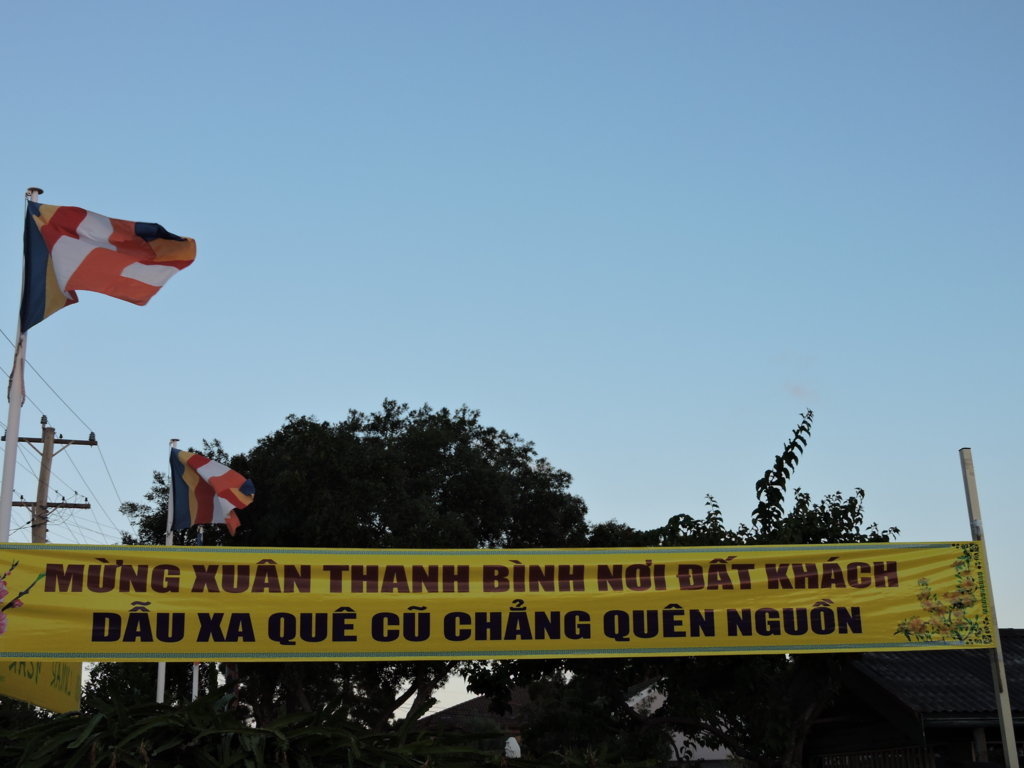 MỪNG XUÂN THANH BÌNH NƠI ĐẤT KHÁCH
DẪU XA QUÊ CŨ CHẲNG QUÊN NGUỒN